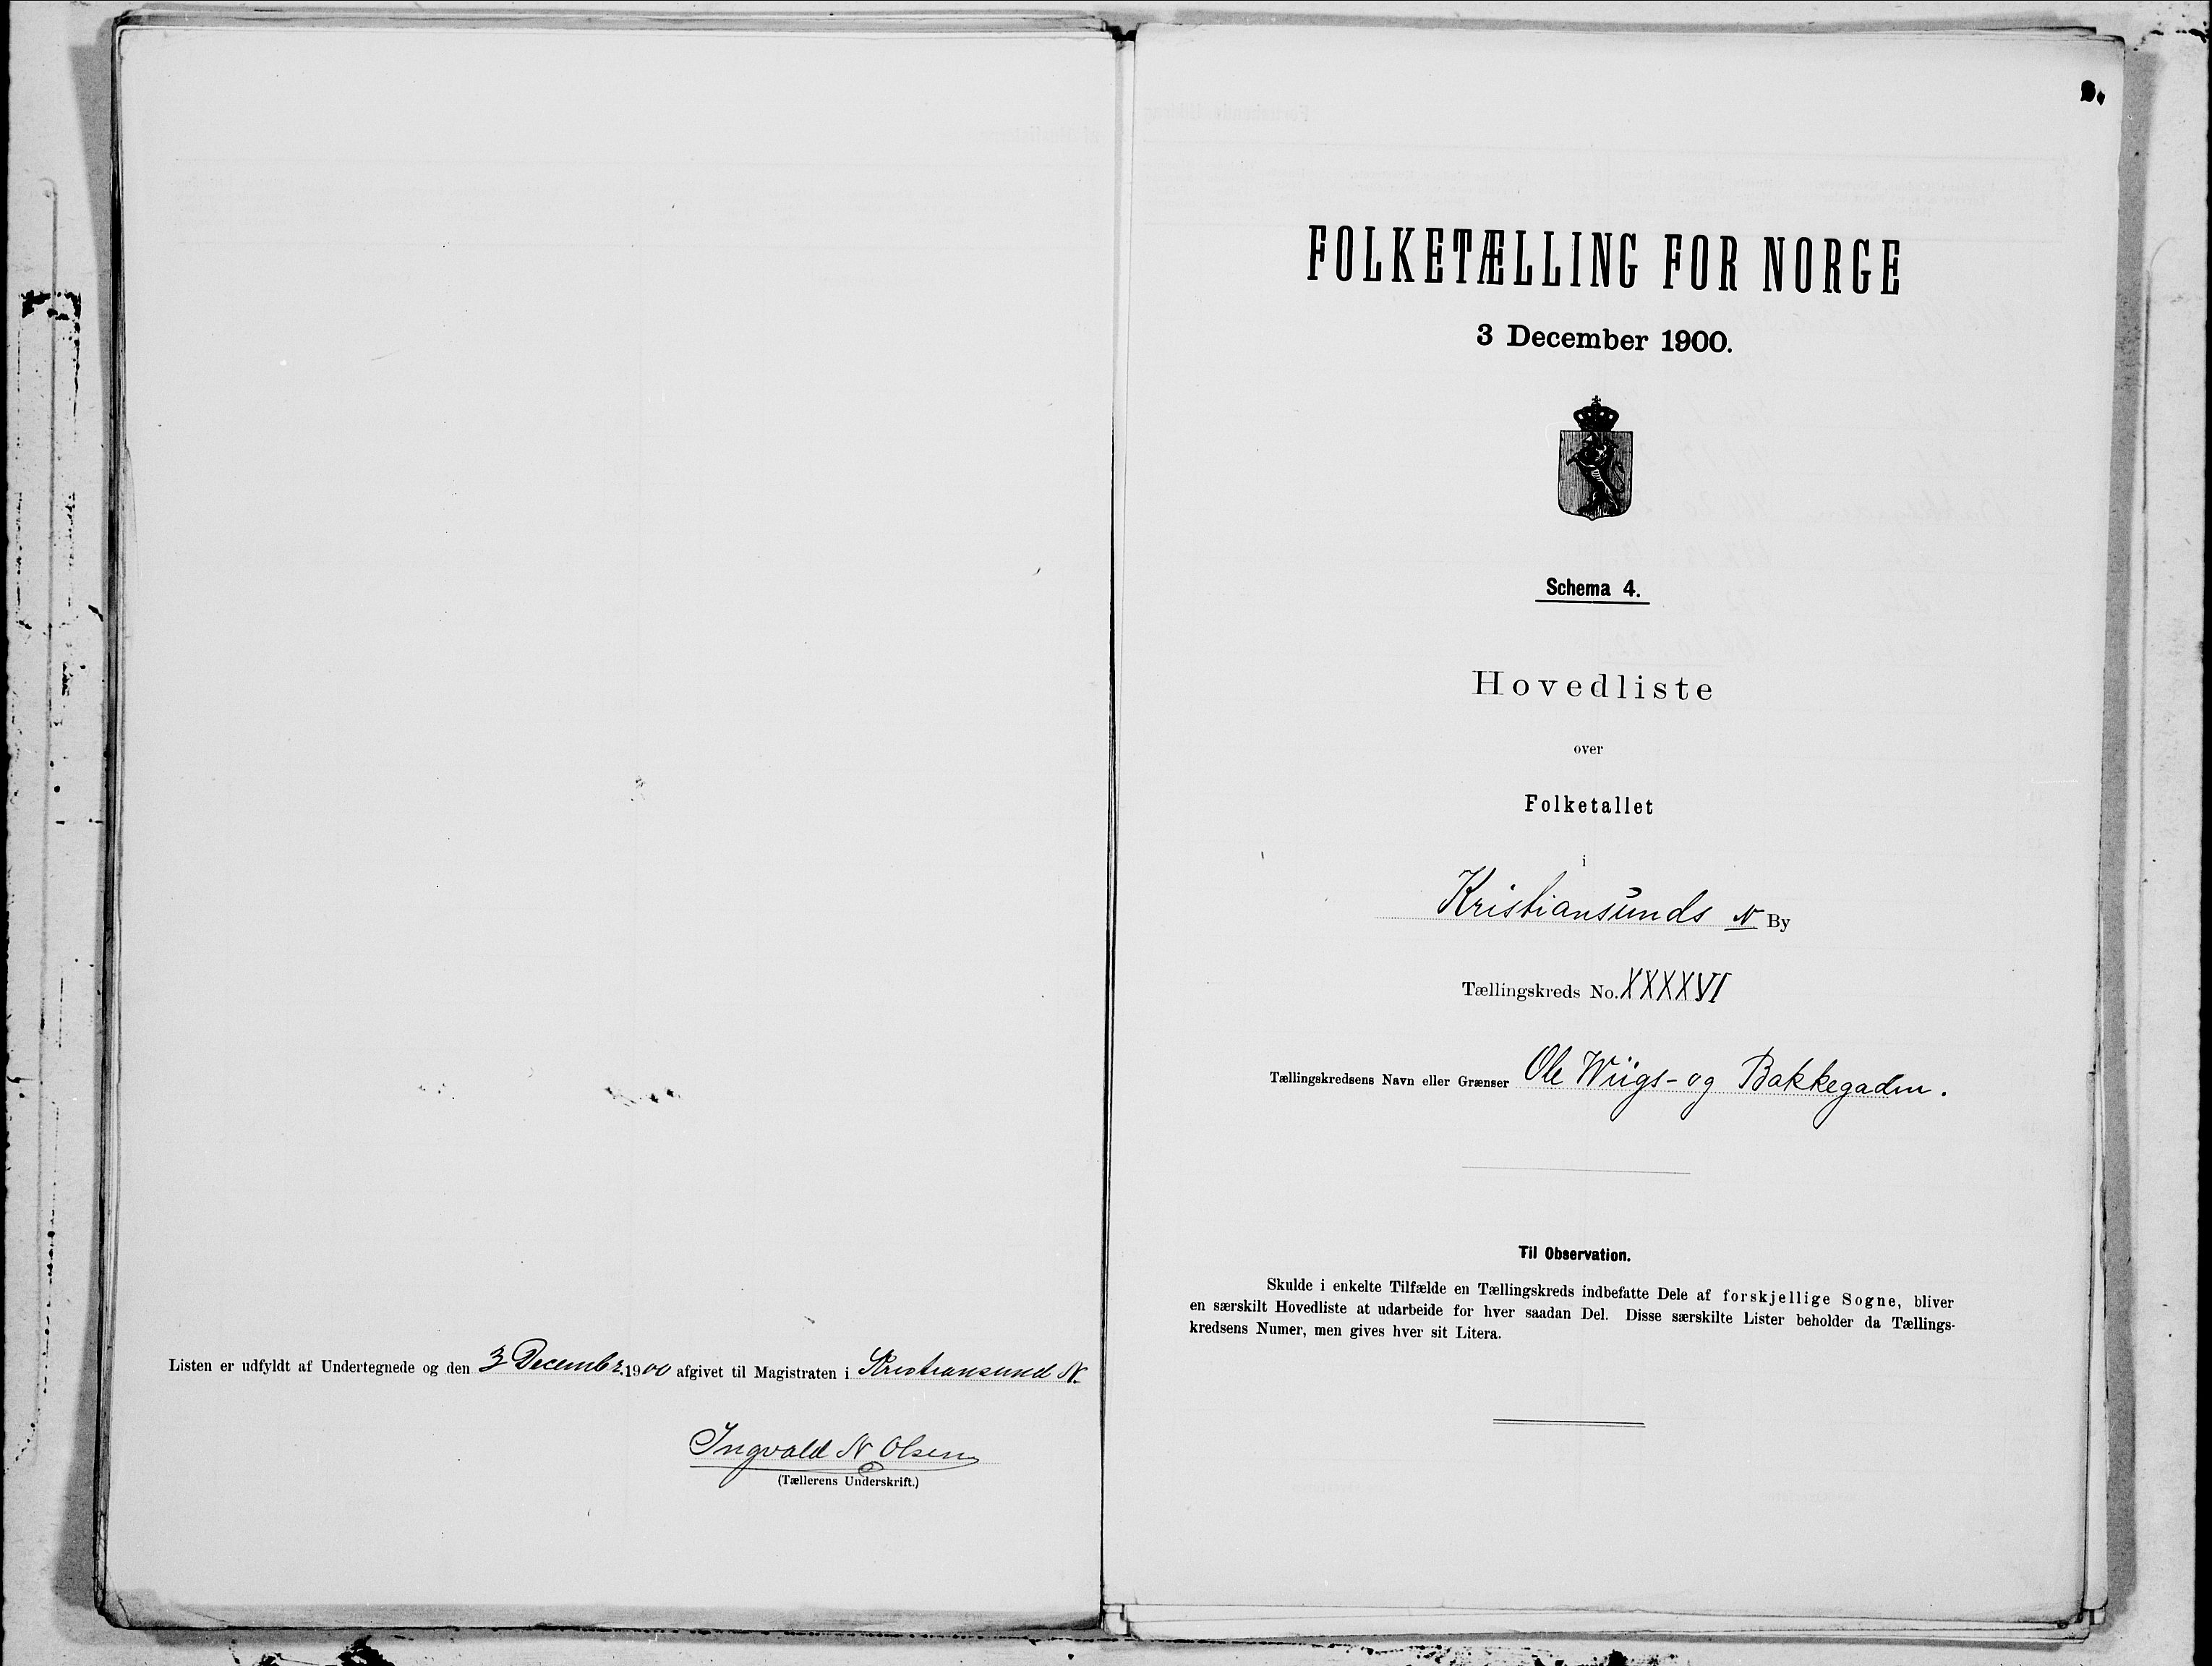 Listen er udfyldt af Undertegnede og den 3 Decembr. 1900 afgivet til Magistraten i Kristiansund N.
Ingvald N Olsen
(Tællerens Underskrift.)
FOLKETÆLLING FOR NORGE
3 December 1900.
Schema 4.
Hovedliste
over
Folketallet
i
Kristiansunds N By
Tællingskreds No. XXXXVI
Tællingskredsens Navn eller Grænser Ole Wiigs- og Bakkegaden.
Til Observation.
Skulde i enkelte Tilfælde en Tællingskreds indbefatte Dele af forskjellige Sogne, bliver
en særskilt Hovedliste at udarbeide for hver saadan Del. Disse særskilte Lister beholder da Tællings-
kredsens Numer, men gives hver sit Litera.